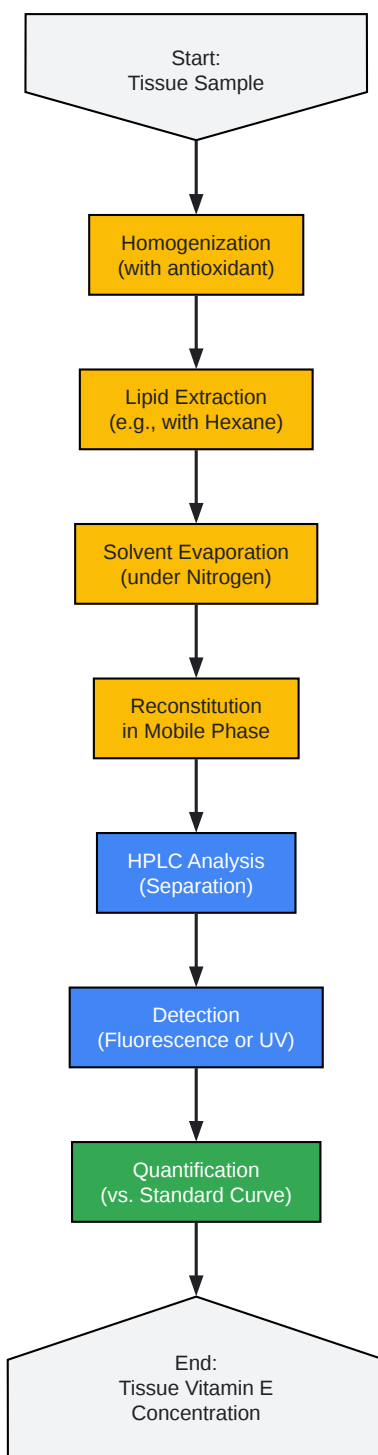 Start:
Tissue Sample
Homogenization
(with antioxidant)
Lipid Extraction
(e.g., with Hexane)
Solvent Evaporation
(under Nitrogen)
Reconstitution
in Mobile Phase
HPLC Analysis
(Separation)
Detection
(Fluorescence or UV)
Quantification
(vs. Standard Curve)
End:
Tissue Vitamin E
Concentration